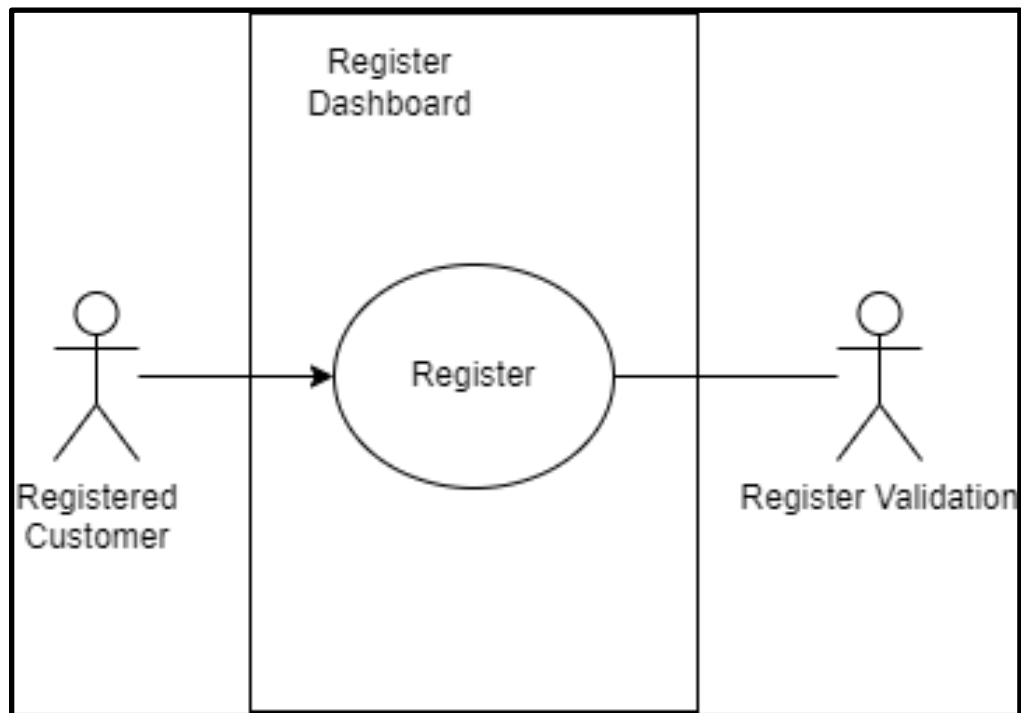 Register
Dashboard
Register
Registered
Customer
Register Validation